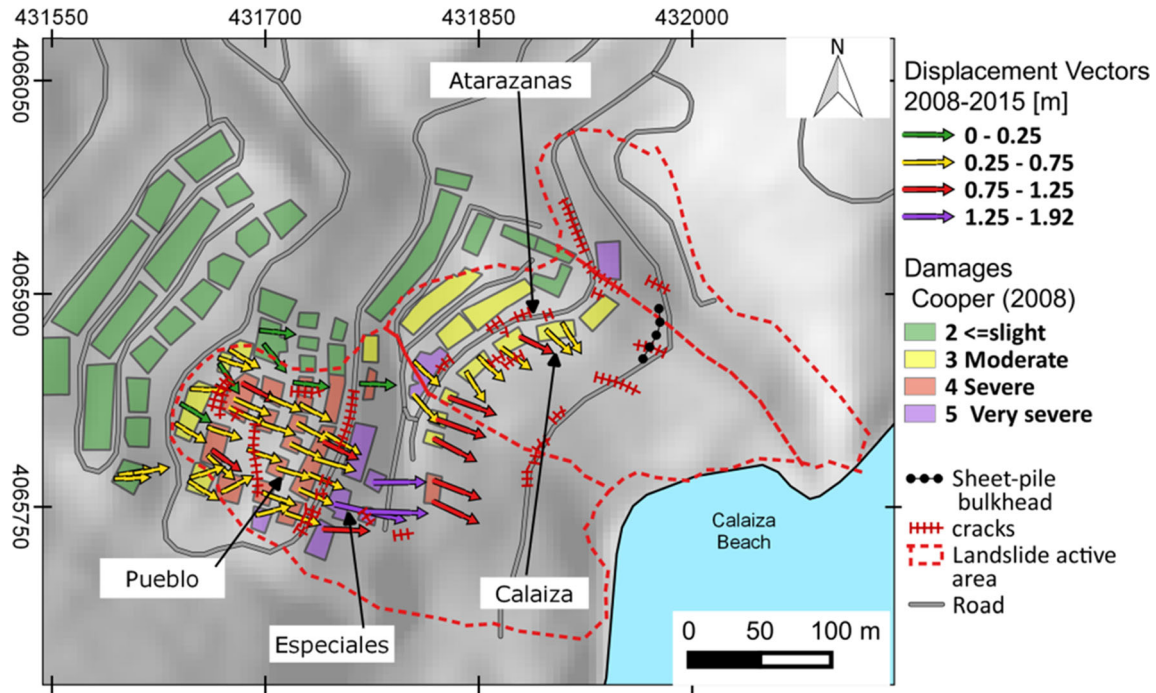 431550
431700
431850
432000
4066050
4065900
4065750
N
Atarazanas
Pueblo
Especiales
Calaiza
Calaiza
Beach
0
50
100 m
Displacement Vectors
2008-2015 [m]
0 - 0.25
0.25 - 0.75
0.75 - 1.25
1.25 - 1.92
Damages
Cooper (2008)
2 <=slight
3 Moderate
4 Severe
5 Very severe
Sheet-pile
bulkhead
cracks
Landslide active
area
Road